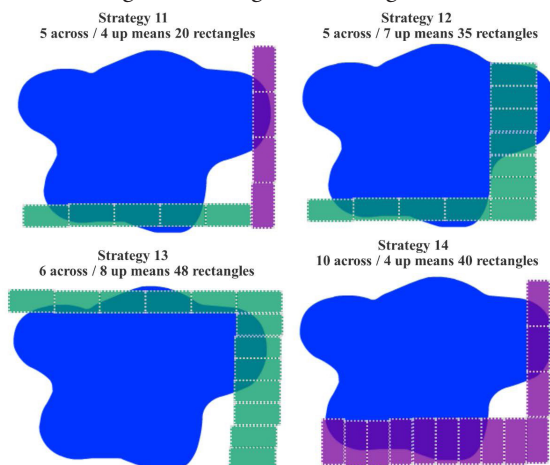 Strategy 11
5 across / 4 up means 20 rectangles
Strategy 12
5 across / 7 up means 35 rectangles
Strategy 13
6 across / 8 up means 48 rectangles
Strategy 14
10 across / 4 up means 40 rectangles